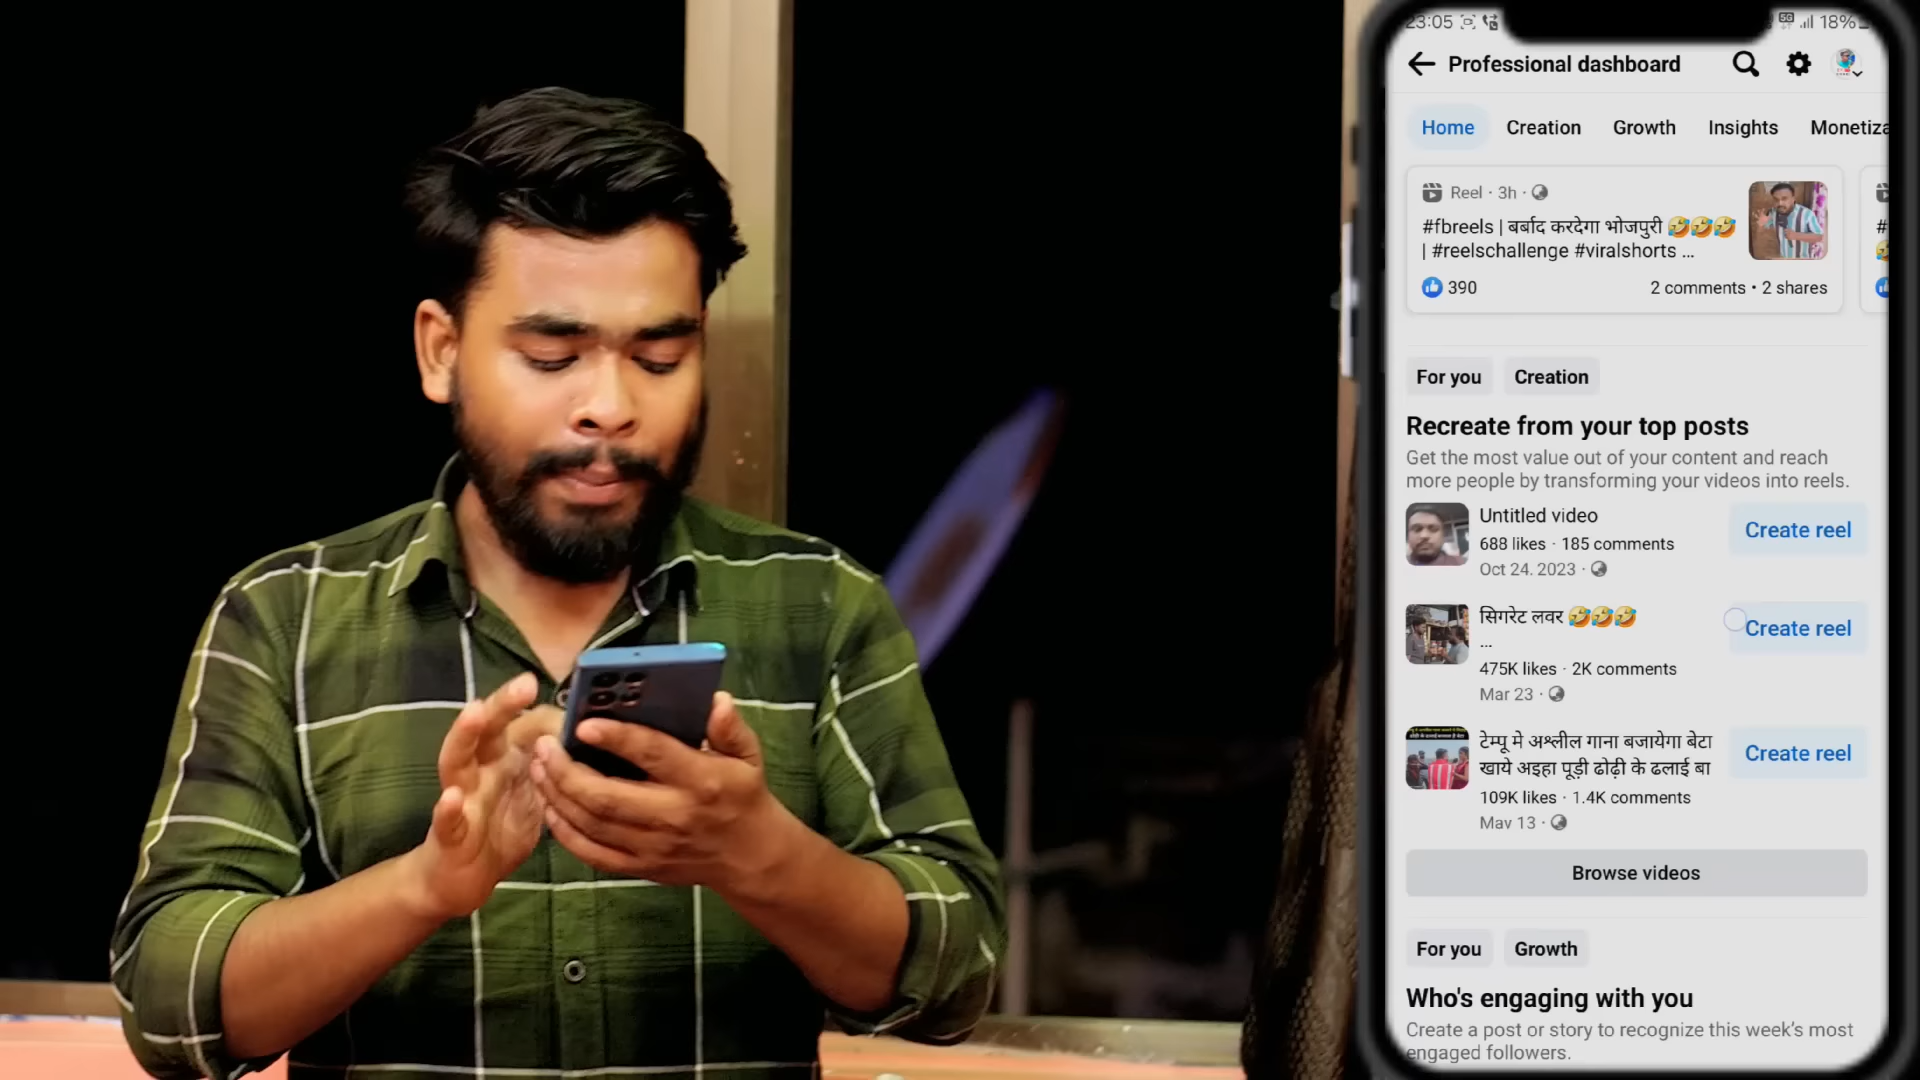 23:05
5G
18%
Professional dashboard
Home Creation Growth Insights Monetiza
Reel · 3h ·
#fbreels | बर्बाद करदेगा भोजपुरी 🤣🤣🤣
| #reelschallenge #viralshorts ...
#
390 2 comments • 2 shares
For you Creation
Recreate from your top posts
Get the most value out of your content and reach
more people by transforming your videos into reels.
Untitled video
688 likes · 185 comments
Oct 24, 2023 ·
Create reel
सिगरेट लवर 🤣🤣🤣
...
475K likes · 2K comments
Mar 23 ·
Create reel
टेम्पू मे अश्लील गाना बजायेगा बेटा
खाये अइहा पूड़ी ढोढ़ी के ढलाई बा
109K likes · 1.4K comments
May 13 ·
Create reel
Browse videos
For you Growth
Who's engaging with you
Create a post or story to recognize this week's most
engaged followers.